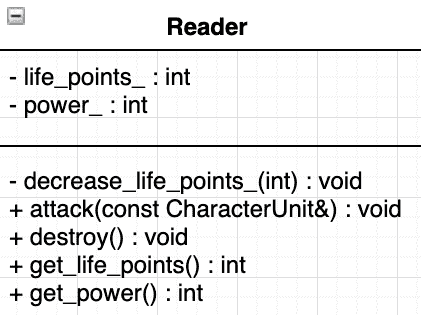 Reader
- life_points_ : int
- power_ : int
- decrease_life_points_(int) : void
+ attack(const CharacterUnit&) : void
+ destroy() : void
+ get_life_points() : int
+ get_power() : int